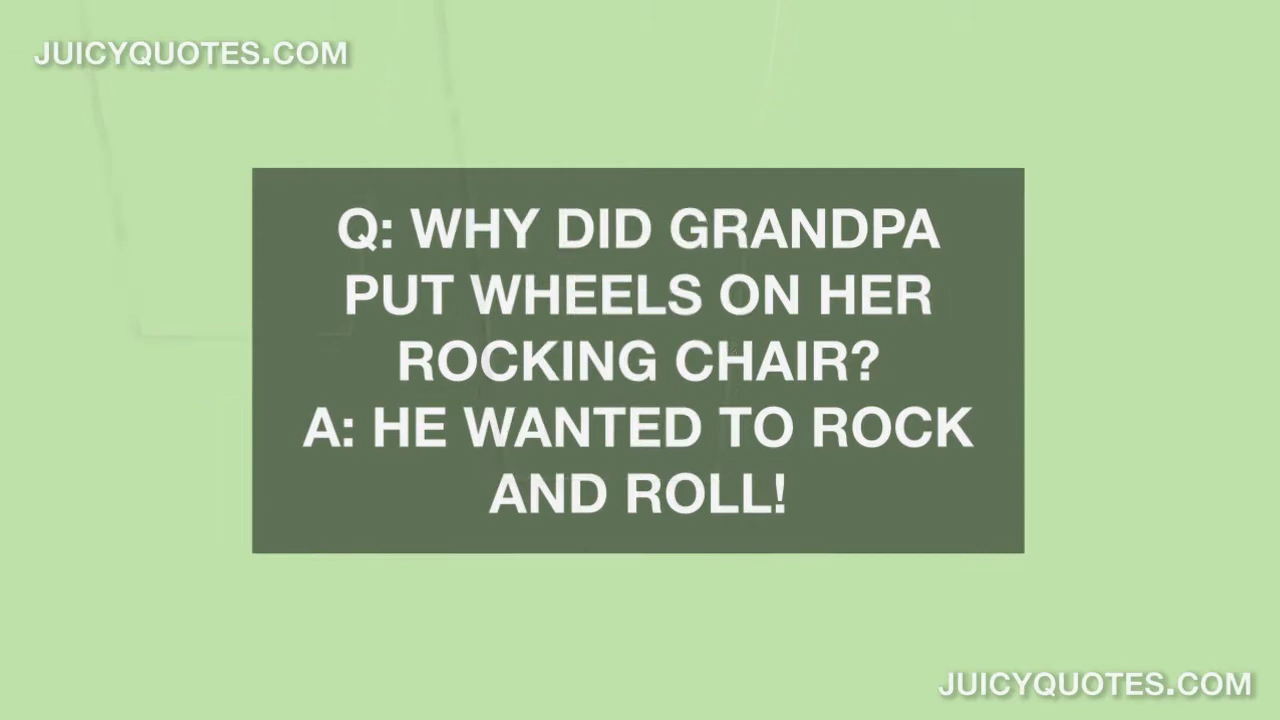 JUICYQUOTES.COM
Q: WHY DID GRANDPA
PUT WHEELS ON HER
ROCKING CHAIR?
A: HE WANTED TO ROCK
AND ROLL!
JUICYQUOTES.COM